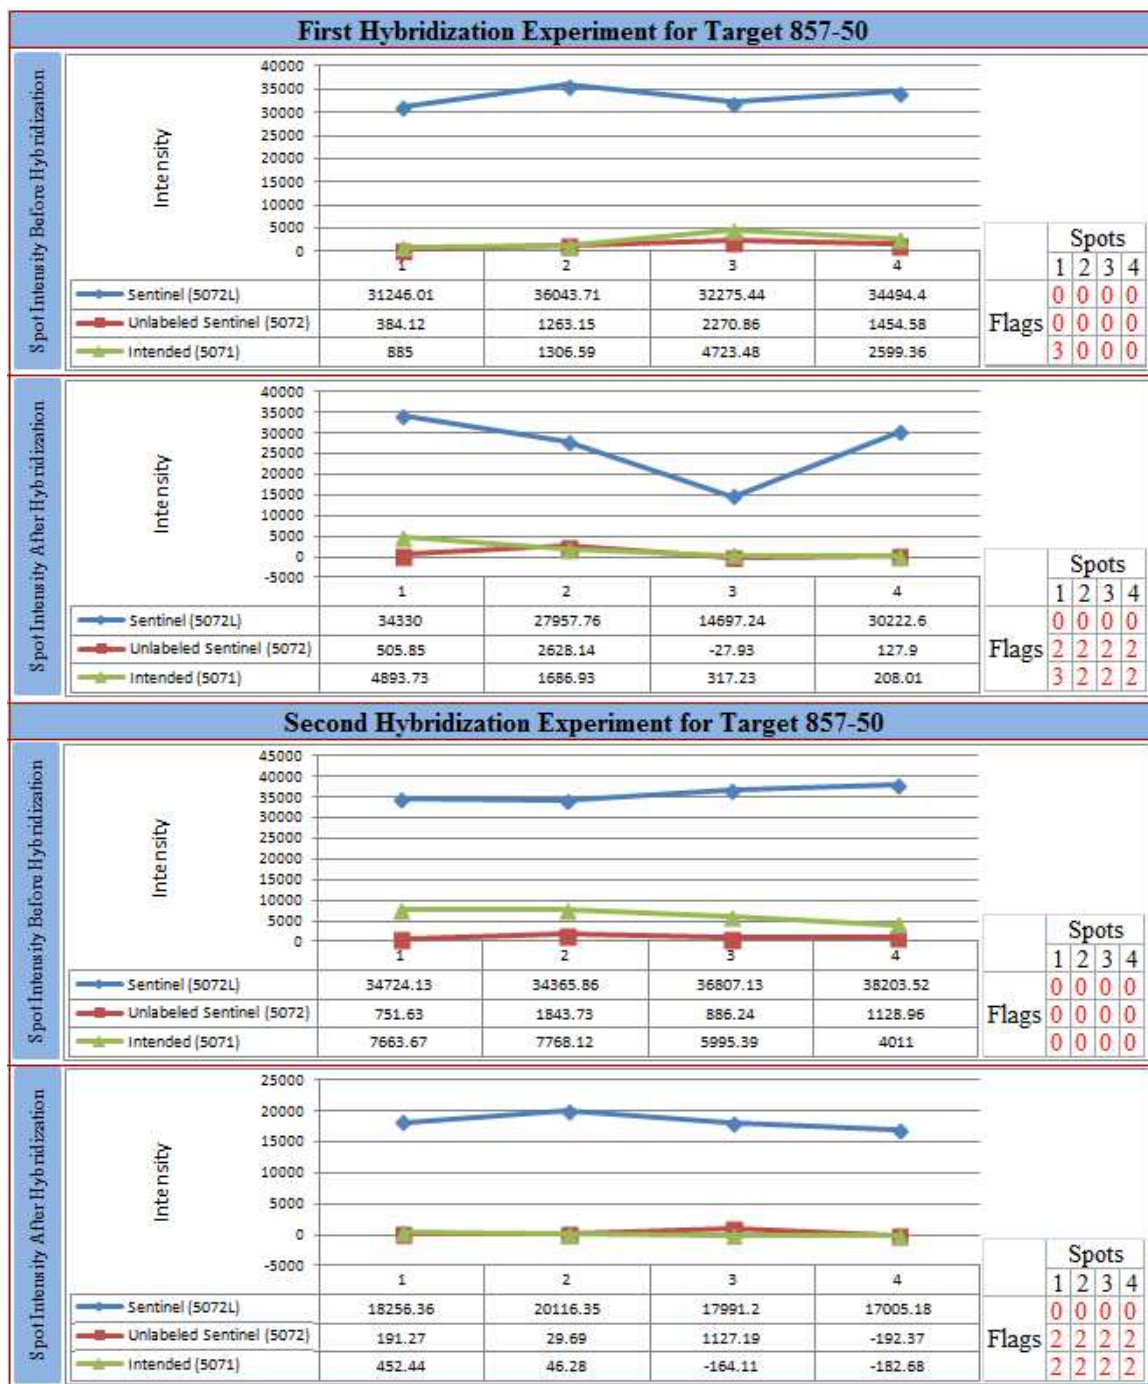 First Hybridization Experiment for Target 857-50
Spot Intensity Before Hybridization
Intensity
40000
35000
30000
25000
20000
15000
10000
5000
0
1 2 3 4
Sentinel (5072L) 31246.01 36043.71 32275.44 34494.4
Unlabeled Sentinel (5072) 384.12 1263.15 2270.86 1454.58
Intended (5071) 885 1306.59 4723.48 2599.36
Spots
1 2 3 4
0 0 0 0
Flags 0 0 0 0
3 0 0 0
Spot Intensity After Hybridization
Intensity
40000
35000
30000
25000
20000
15000
10000
5000
0
-5000
1 2 3 4
Sentinel (5072L) 34330 27957.76 14697.24 30222.6
Unlabeled Sentinel (5072) 505.85 2628.14 -27.93 127.9
Intended (5071) 4893.73 1686.93 317.23 208.01
Spots
1 2 3 4
0 0 0 0
Flags 2 2 2 2
3 2 2 2
Second Hybridization Experiment for Target 857-50
Spot Intensity Before Hybridization
Intensity
45000
40000
35000
30000
25000
20000
15000
10000
5000
0
1 2 3 4
Sentinel (5072L) 34724.13 34365.86 36807.13 38203.52
Unlabeled Sentinel (5072) 751.63 1843.73 886.24 1128.96
Intended (5071) 7663.67 7768.12 5995.39 4011
Spots
1 2 3 4
0 0 0 0
Flags 0 0 0 0
0 0 0 0
Spot Intensity After Hybridization
Intensity
25000
20000
15000
10000
5000
0
-5000
1 2 3 4
Sentinel (5072L) 18256.36 20116.35 17991.2 17005.18
Unlabeled Sentinel (5072) 191.27 29.69 1127.19 -192.37
Intended (5071) 452.44 46.28 -164.11 -182.68
Spots
1 2 3 4
0 0 0 0
Flags 2 2 2 2
2 2 2 2